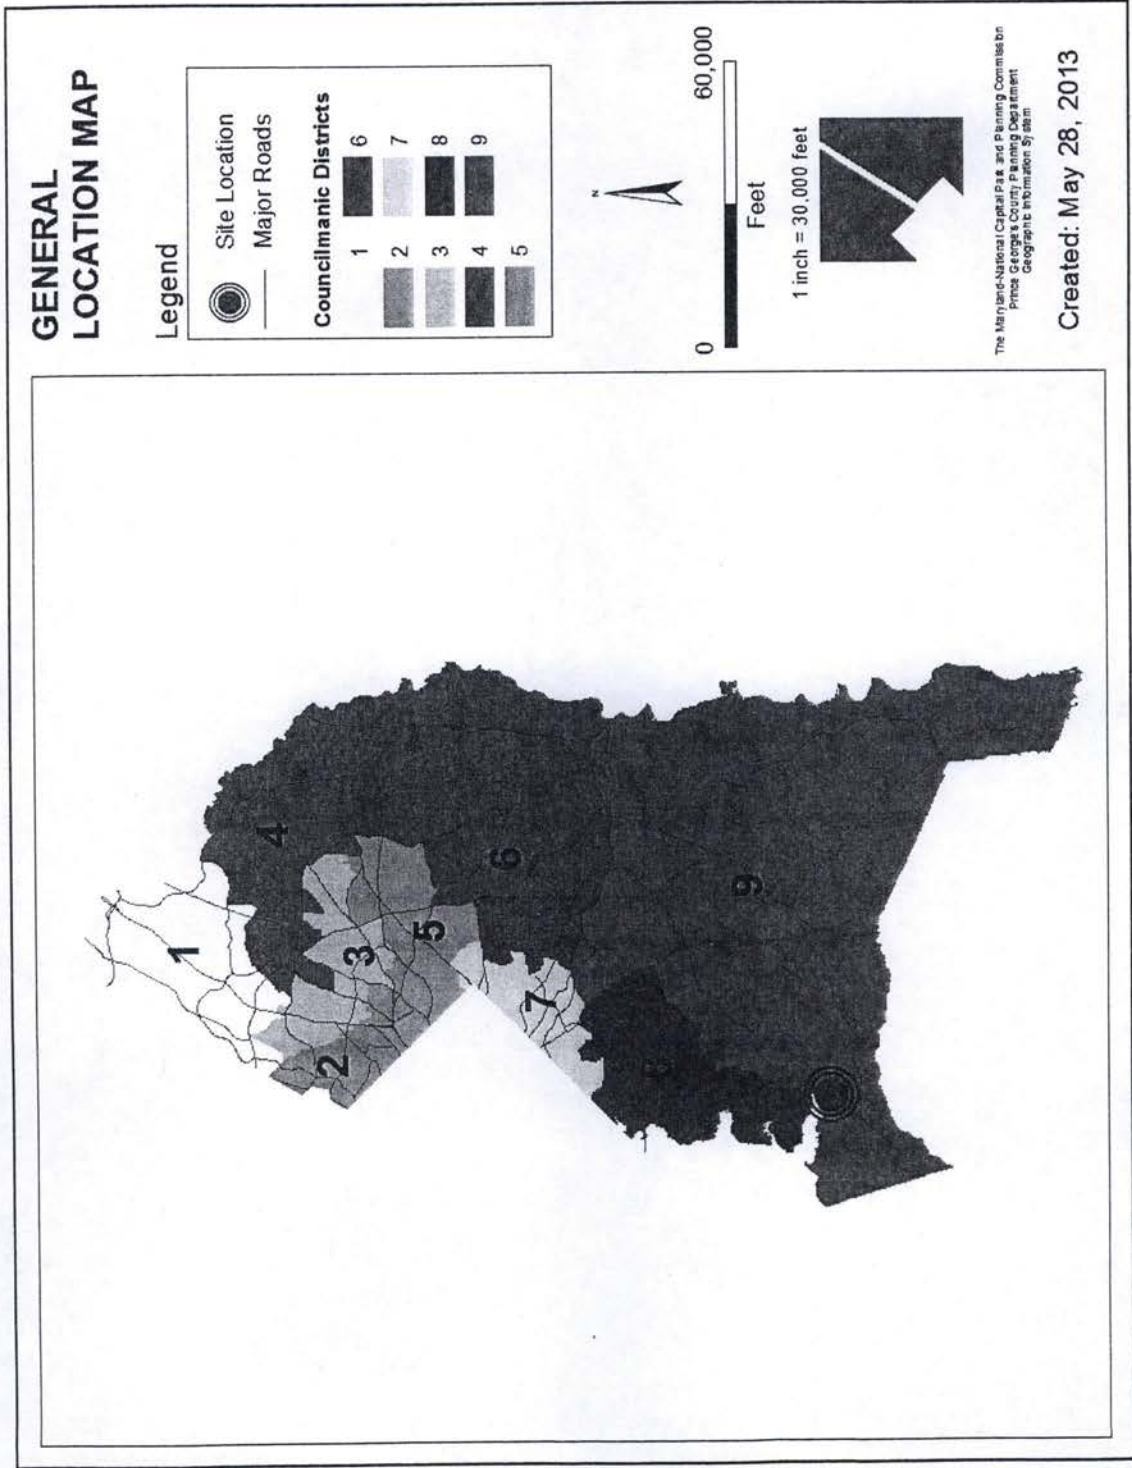 GENERAL
LOCATION MAP
Legend
Site Location
Major Roads
Councilmanic Districts
1
2
3
4
5
6
7
8
9
N
0
60,000
Feet
1 inch = 30,000 feet
The Maryland-National Capital Park and Planning Commission
Prince George's County Planning Department
Geographic Information System
Created: May 28, 2013
1
2
3
4
5
6
7
8
9